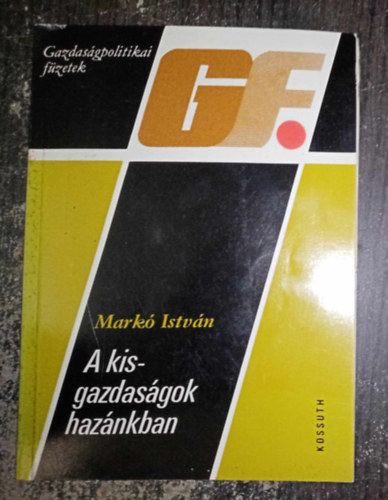 Gazdaságpolitikai
füzetek
GF.
Markó István
A kis-
gazdaságok
hazánkban
KOSSUTH